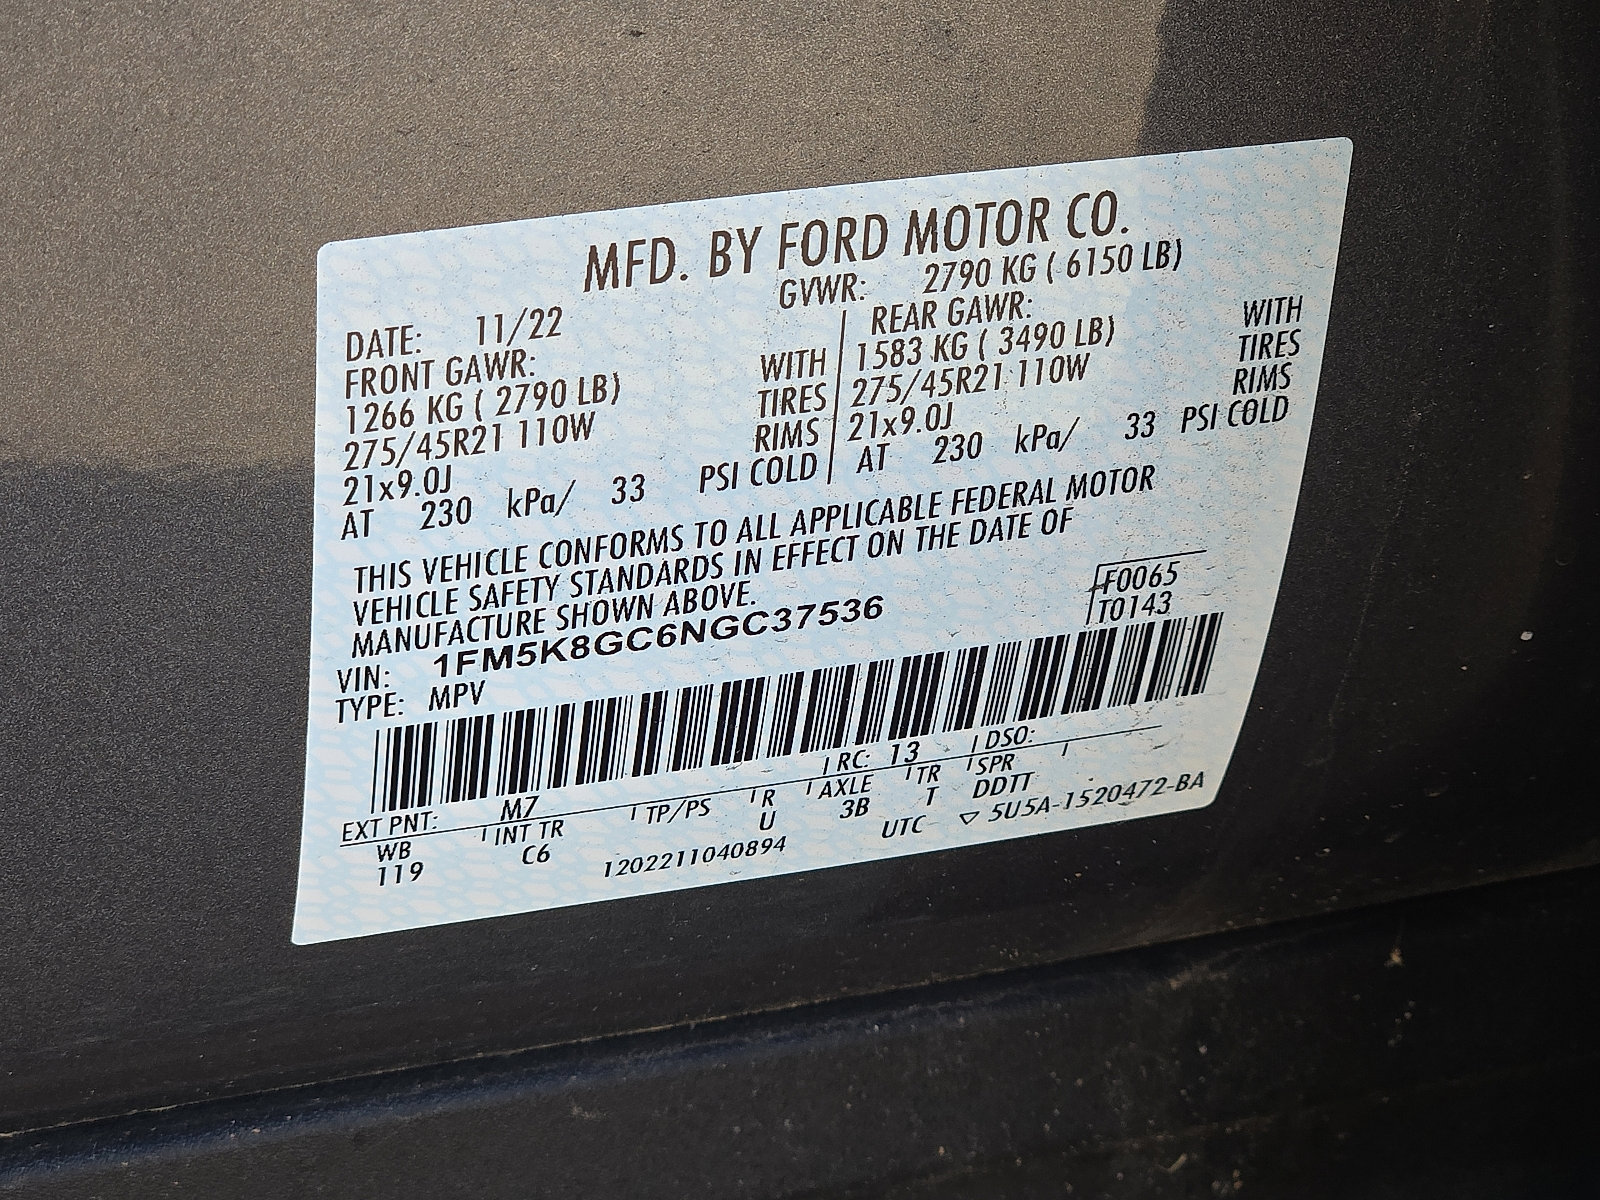 MFD. BY FORD MOTOR CO.
DATE: 11/22 GVWR: 2790 KG ( 6150 LB)
FRONT GAWR: REAR GAWR:
1266 KG ( 2790 LB) WITH 1583 KG ( 3490 LB) WITH
275/45R21 110W TIRES 275/45R21 110W TIRES
21x9.0J RIMS 21x9.0J RIMS
AT 230 kPa/ 33 PSI COLD AT 230 kPa/ 33 PSI COLD
THIS VEHICLE CONFORMS TO ALL APPLICABLE FEDERAL MOTOR
VEHICLE SAFETY STANDARDS IN EFFECT ON THE DATE OF
MANUFACTURE SHOWN ABOVE.
VIN: 1FM5K8GC6NGC37536 F0065
TYPE: MPV T0143
EXT PNT: M7 RC: 13 DSO:
WB INT TR TP/PS R AXLE TR SPR
119 C6 U 3B T DDTT
1202211040894 UTC ▽ 5U5A-1520472-BA